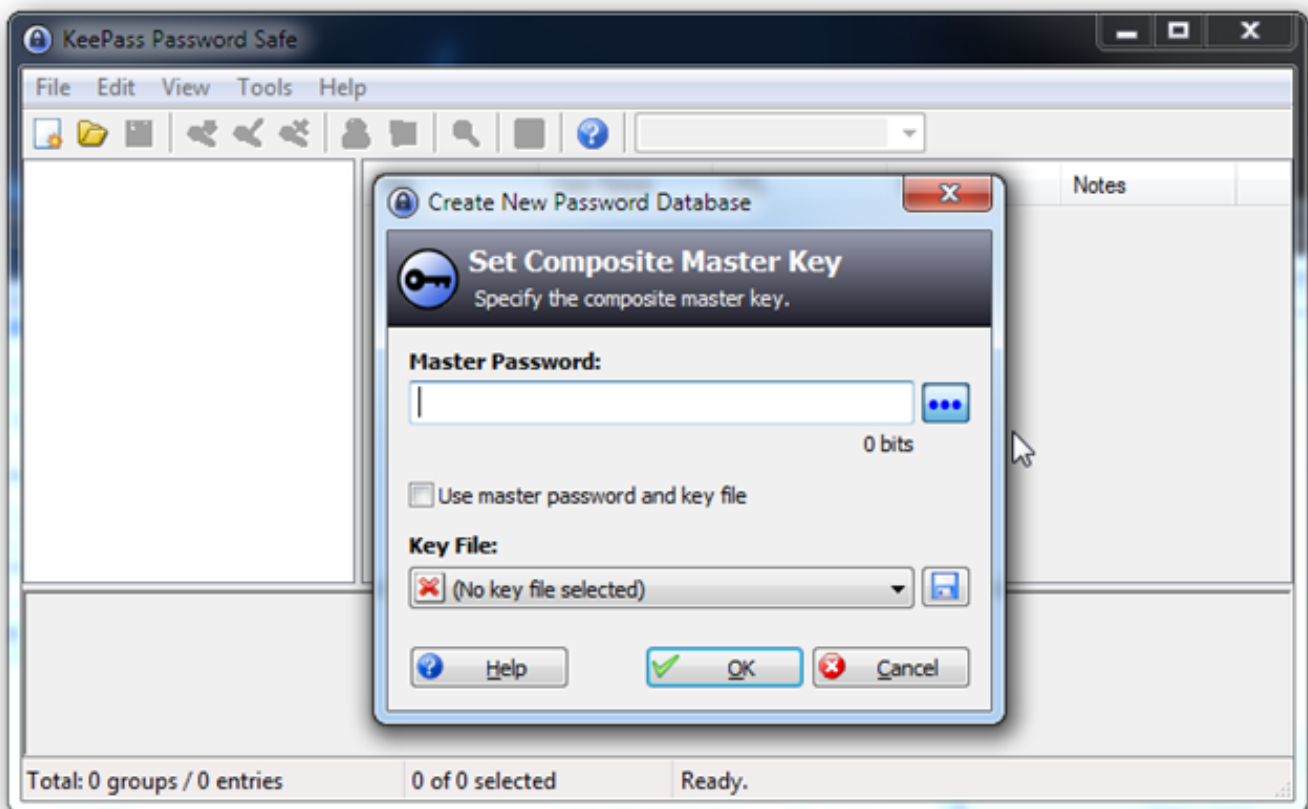 KeePass Password Safe
File Edit View Tools Help
Notes
Create New Password Database
Set Composite Master Key
Specify the composite master key.
Master Password:
0 bits
Use master password and key file
Key File:
(No key file selected)
Help OK Cancel
Total: 0 groups / 0 entries 0 of 0 selected Ready.